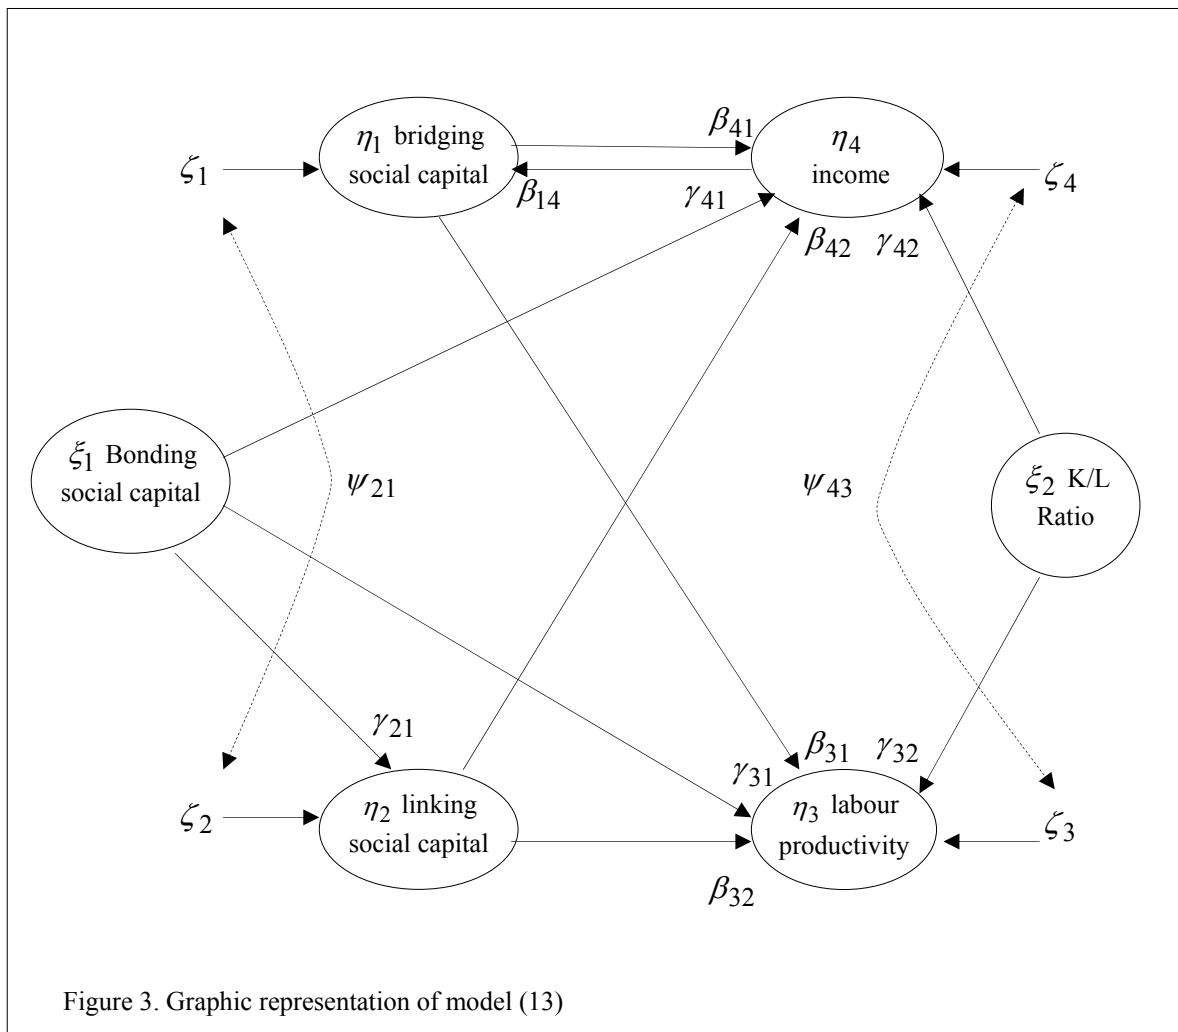 β41
η1 bridging
social capital
η4
income
ζ1
β14
γ41
ζ4
β42
γ42
ξ1 Bonding
social capital
ψ21
ψ43
ξ2 K/L
Ratio
γ21
β31
γ32
γ31
ζ2
η2 linking
social capital
η3 labour
productivity
ζ3
β32
Figure 3. Graphic representation of model (13)